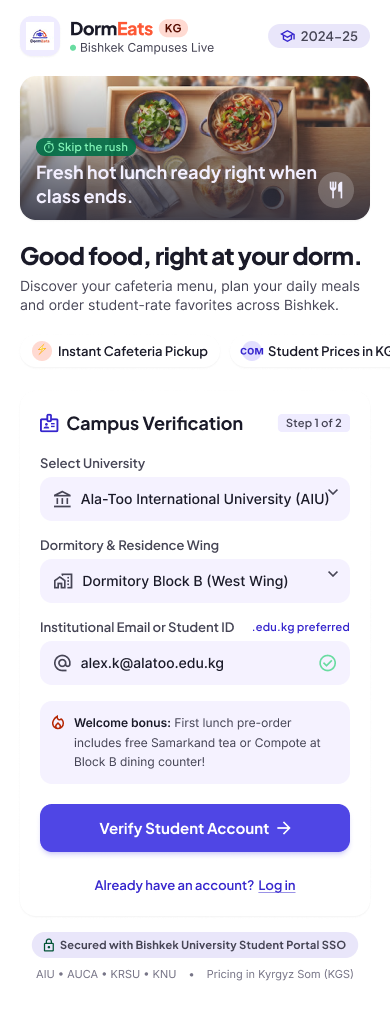 DormEats
DormEats KG
Bishkek Campuses Live
2024–25
Skip the rush
Fresh hot lunch ready right when
class ends.
Good food, right at your dorm.
Discover your cafeteria menu, plan your daily meals
and order student-rate favorites across Bishkek.
Instant Cafeteria Pickup
СОМ Student Prices in KG
Campus Verification
Step 1 of 2
Select University
Ala-Too International University (AIU)
Dormitory & Residence Wing
Dormitory Block B (West Wing)
Institutional Email or Student ID .edu.kg preferred
alex.k@alatoo.edu.kg
Welcome bonus: First lunch pre-order
includes free Samarkand tea or Compote at
Block B dining counter!
Verify Student Account →
Already have an account? Log in
Secured with Bishkek University Student Portal SSO
AIU • AUCA • KRSU • KNU • Pricing in Kyrgyz Som (KGS)